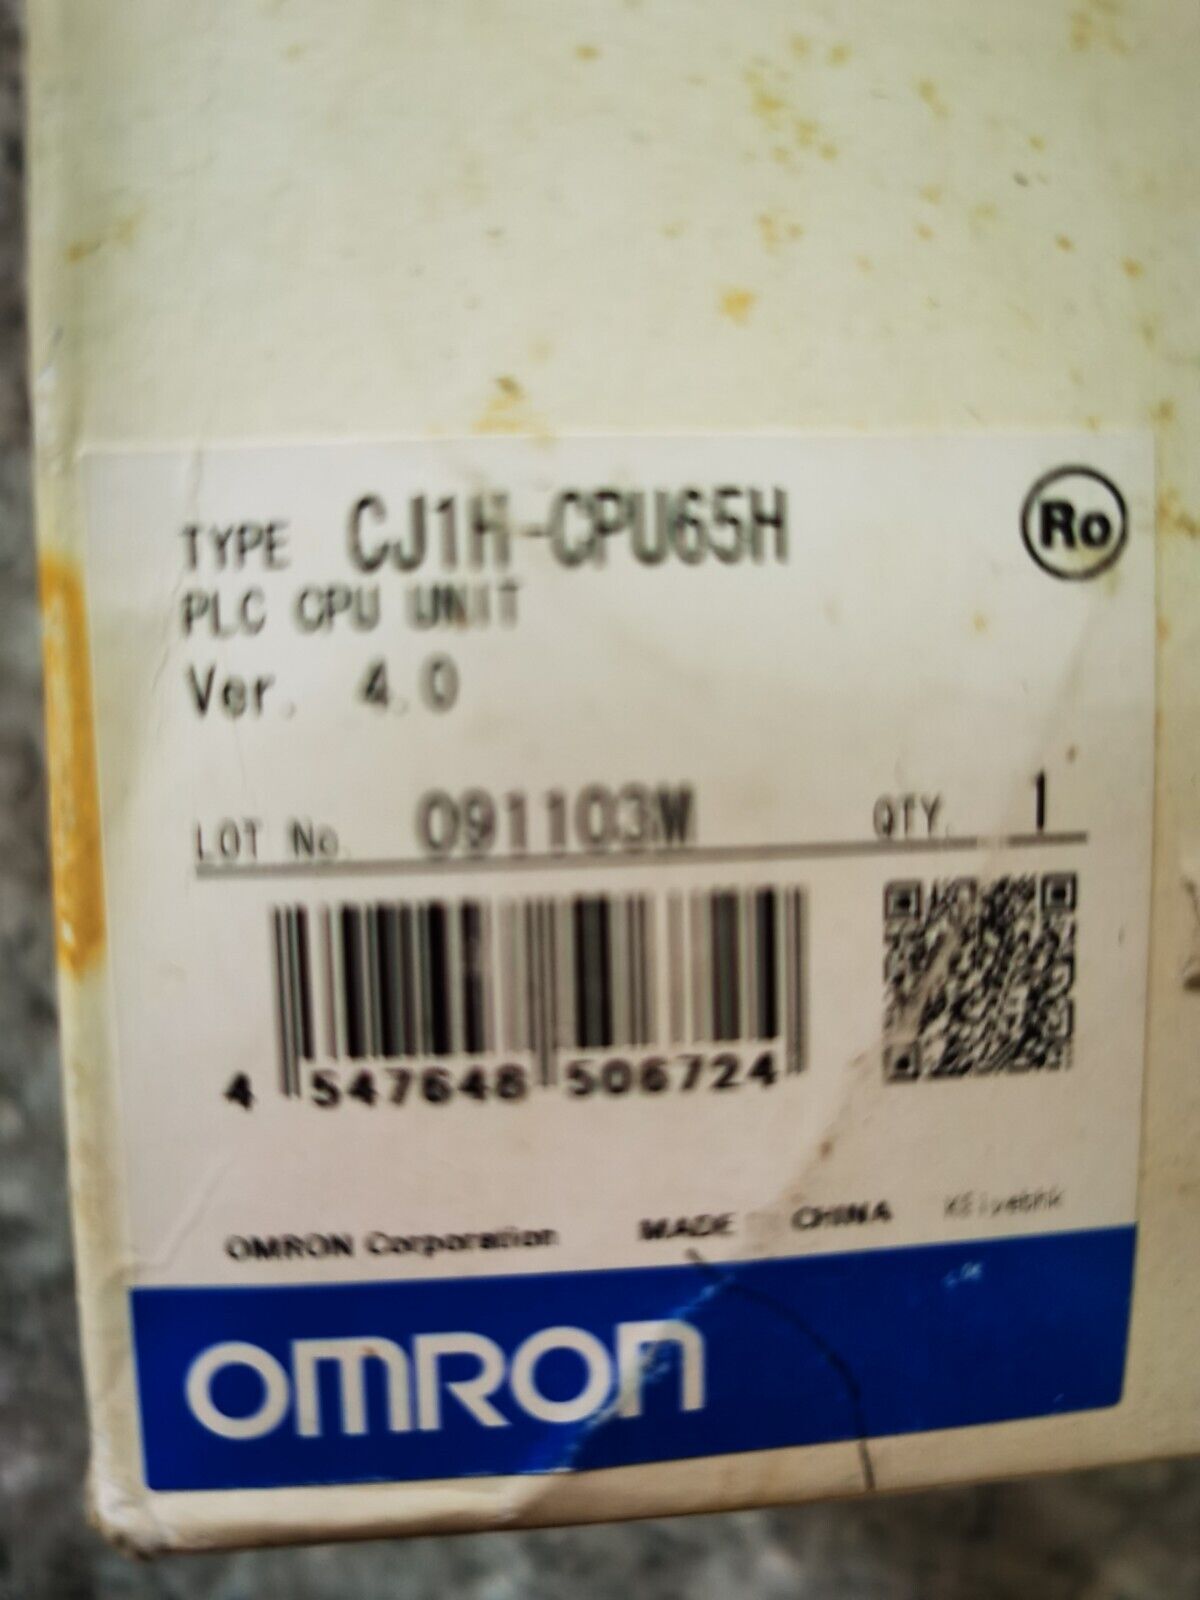 TYPE CJ1H-CPU65H Ro
PLC CPU UNIT
Ver. 4.0
LOT No. 091103M QTY. 1
4 547648 506724
OMRON Corporation MADE CHINA
OMRON